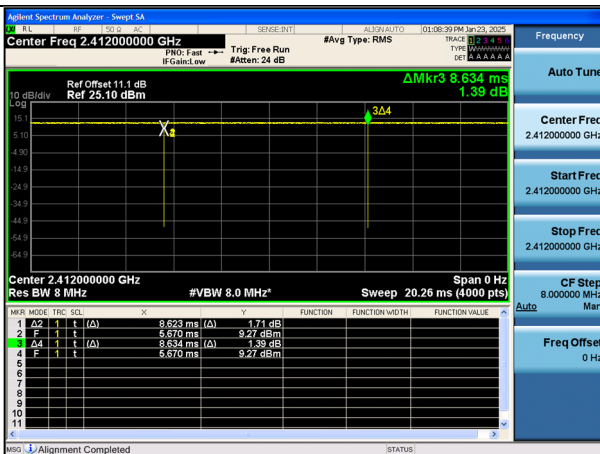 Agilent Spectrum Analyzer - Swept SA
RL RF 50 Ω AC SENSE:INT ALIGN AUTO 01:08:39 PM Jan 23, 2025
Center Freq 2.412000000 GHz #Avg Type: RMS TRACE 1 2 3 4 5 6
PNO: Fast Trig: Free Run TYPE
IFGain:Low #Atten: 24 dB DET A A A A A A
Frequency
Auto Tune
Center Freq
2.412000000 GHz
Start Freq
2.412000000 GHz
Stop Freq
2.412000000 GHz
CF Step
8.000000 MHz
Auto Man
Freq Offset
0 Hz
ΔMkr3 8.634 ms
1.39 dB
Ref Offset 11.1 dB
10 dB/div Ref 25.10 dBm
Log
15.1
5.10
-4.90
-14.9
-24.9
-34.9
-44.9
-54.9
-64.9
3Δ4
2
Center 2.412000000 GHz Span 0 Hz
Res BW 8 MHz #VBW 8.0 MHz* Sweep 20.26 ms (4000 pts)
MKR MODE TRC SCL X Y FUNCTION FUNCTION WIDTH FUNCTION VALUE
1 Δ2 1 t (Δ) 8.623 ms (Δ) 1.71 dB
2 F 1 t 5.670 ms 9.27 dBm
3 Δ4 1 t (Δ) 8.634 ms (Δ) 1.39 dB
4 F 1 t 5.670 ms 9.27 dBm
5
6
7
8
9
10
11
MSG Alignment Completed STATUS